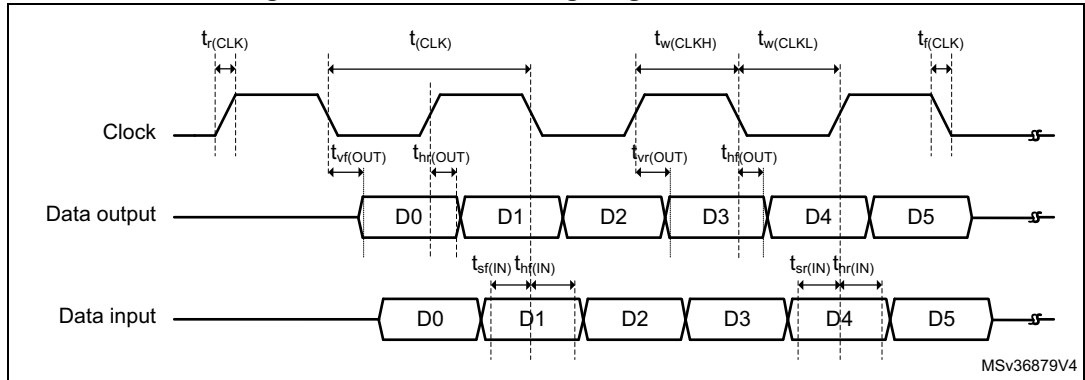 tr(CLK) t(CLK) tw(CLKH) tw(CLKL) tf(CLK)
Clock
tvf(OUT) thr(OUT) tvr(OUT) thf(OUT)
Data output D0 D1 D2 D3 D4 D5
tsf(IN) thf(IN) tsr(IN) thr(IN)
Data input D0 D1 D2 D3 D4 D5
MSv36879V4